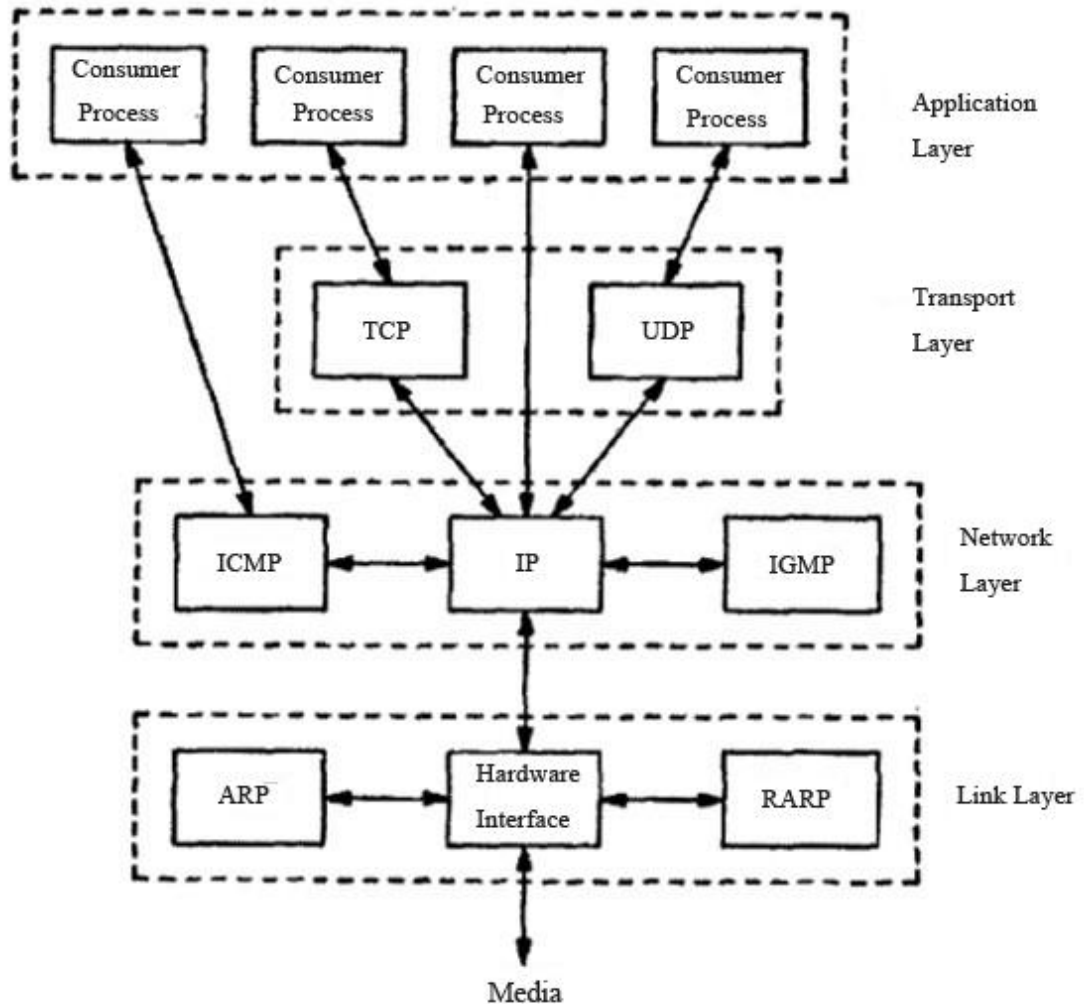 Consumer
Process
Consumer
Process
Consumer
Process
Consumer
Process
Application
Layer
TCP
UDP
Transport
Layer
ICMP
IP
IGMP
Network
Layer
ARP
Hardware
Interface
RARP
Link Layer
Media